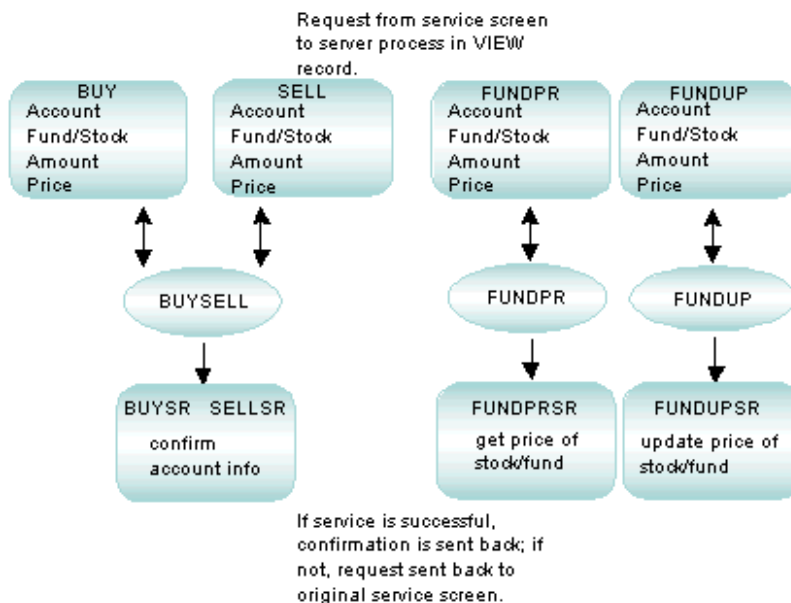 Request from service screen
to server process in VIEW
record.
BUY
Account
Fund/Stock
Amount
Price
SELL
Account
Fund/Stock
Amount
Price
FUNDPR
Account
Fund/Stock
Amount
Price
FUNDUP
Account
Fund/Stock
Amount
Price
BUYSELL
FUNDPR
FUNDUP
BUYSR SELLSR
confirm
account info
FUNDPRSR
get price of
stock/fund
FUNDUPSR
update price of
stock/fund
If service is successful,
confirmation is sent back; if
not, request sent back to
original service screen.